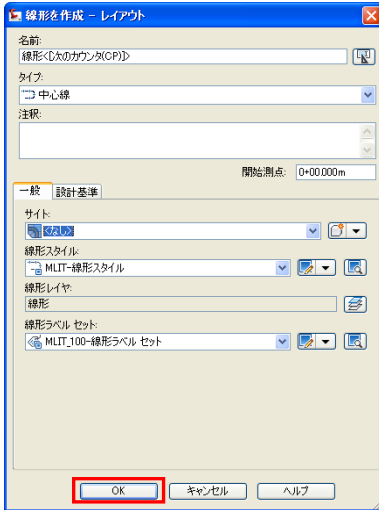 線形を作成 - レイアウト
名前:
線形<[次のカウンタ(CP)]>
タイプ:
中心線
注釈:
開始測点: 0+00.000m
一般 設計基準
サイト:
<なし>
線形スタイル:
MLIT-線形スタイル
線形レイヤ:
線形
線形ラベル セット:
MLIT_100-線形ラベル セット
OK キャンセル ヘルプ